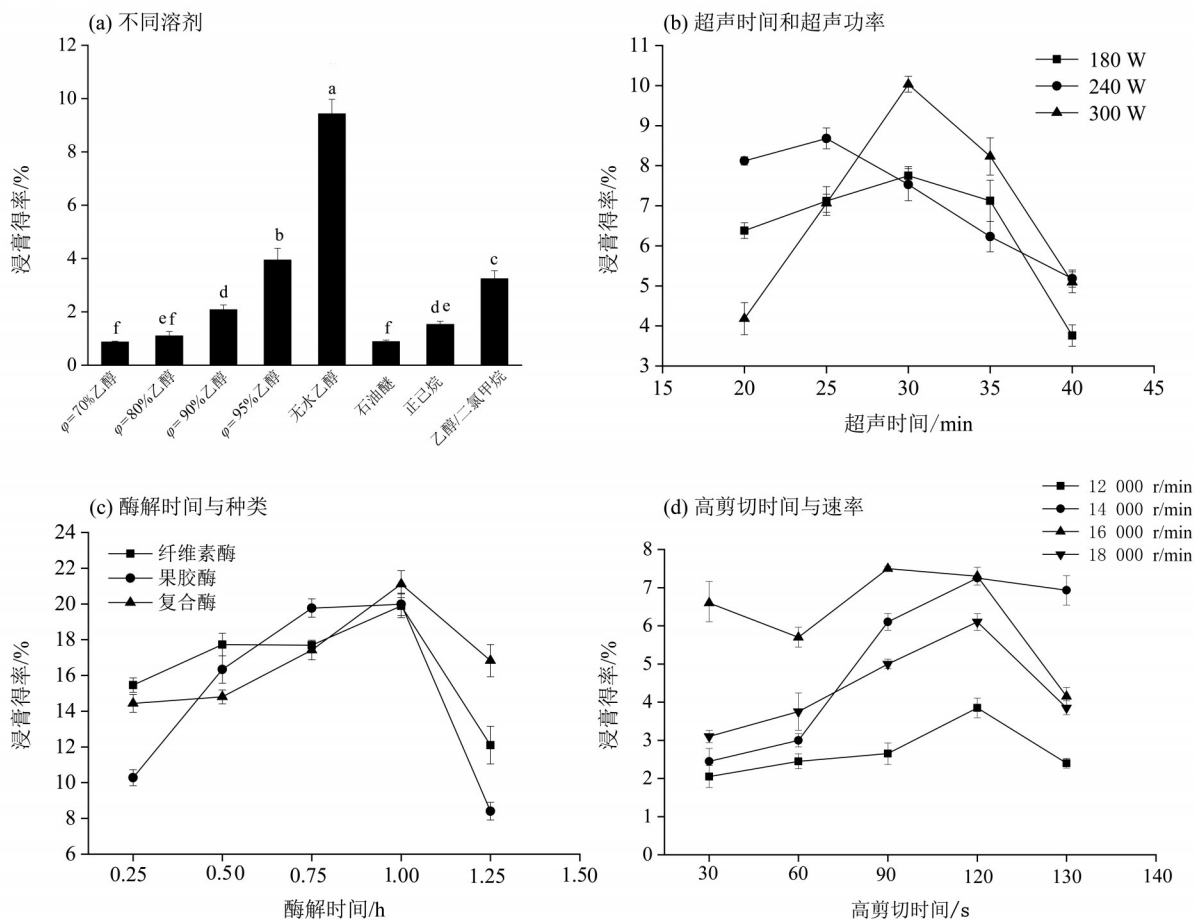 (a) 不同溶剂
浸膏得率/%
12
10
8
6
4
2
0
f
ef
d
b
a
f
de
c
φ=70%乙醇
φ=80%乙醇
φ=90%乙醇
φ=95%乙醇
无水乙醇
石油醚
正己烷
乙醇/二氯甲烷
(b) 超声时间和超声功率
180 W
240 W
300 W
浸膏得率/%
11
10
9
8
7
6
5
4
3
15 20 25 30 35 40 45
超声时间/min
(c) 酶解时间与种类
纤维素酶
果胶酶
复合酶
浸膏得率/%
24
22
20
18
16
14
12
10
8
6
0.25 0.50 0.75 1.00 1.25 1.50
酶解时间/h
(d) 高剪切时间与速率
12 000 r/min
14 000 r/min
16 000 r/min
18 000 r/min
浸膏得率/%
8
7
6
5
4
3
2
1
0
30 60 90 120 130 140
高剪切时间/s